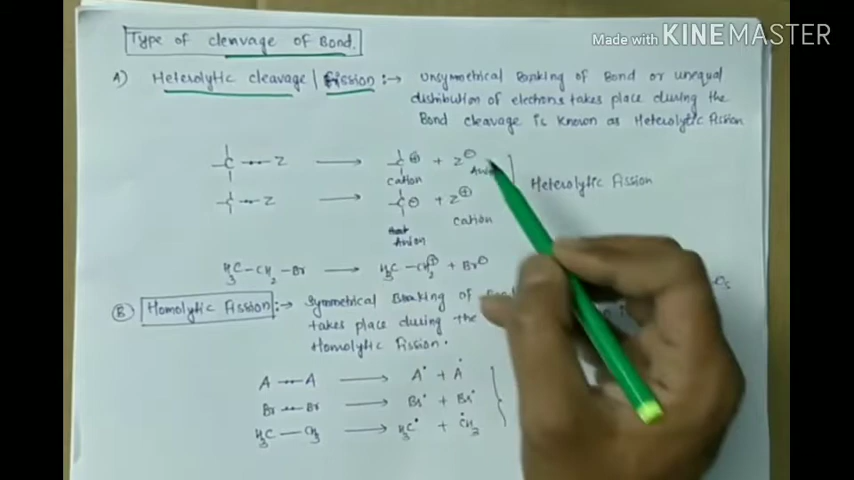 Made with KINEMASTER
Type of clenvage of Bond.
A) Heterolytic cleavage | Fission :→ unsymmetrical Breaking of Bond or unequal
distribution of electrons takes place during the
Bond cleavage is known as Heterolytic Fission
-C-Z → -C⊕ + Z⊖
cation
-C-Z → -C⊖ + Z⊕ Heterolytic Fission
Anion cation
H3C-CH2-Br → H3C-CH2⊕ + Br⊖
B) Homolytic Fission :→ Symmetrical Breaking of
takes place during the
Homolytic Fission.
A-A → A• + A•
Br-Br → Br• + Br•
H3C-CH3 → H3C• + •CH3